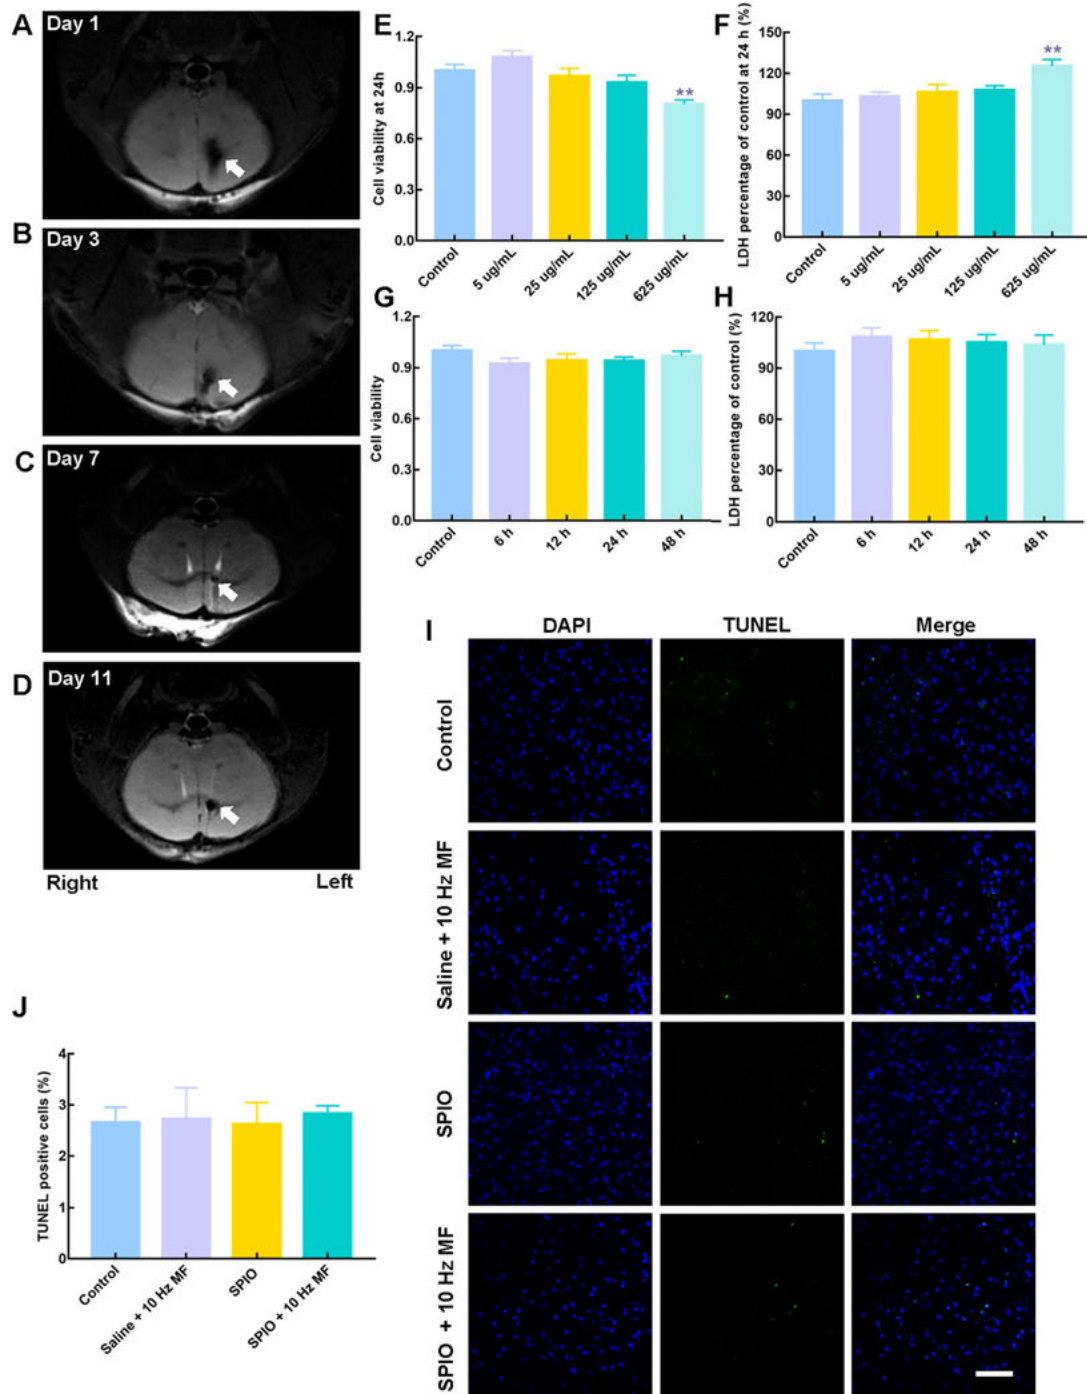 A
Day 1
B
Day 3
C
Day 7
D
Day 11
Right
Left
E
Cell viability at 24h
1.2
0.9
0.6
0.3
0.0
**
Control
5 ug/mL
25 ug/mL
125 ug/mL
625 ug/mL
F
LDH percentage of control at 24 h (%)
150
120
90
60
30
0
**
Control
5 ug/mL
25 ug/mL
125 ug/mL
625 ug/mL
G
Cell viability
1.2
0.9
0.6
0.3
0.0
Control
6 h
12 h
24 h
48 h
H
LDH percentage of control (%)
120
90
60
30
0
Control
6 h
12 h
24 h
48 h
I
DAPI
TUNEL
Merge
Control
Saline + 10 Hz MF
SPIO
SPIO + 10 Hz MF
J
TUNEL positive cells (%)
4
3
2
1
0
Control
Saline + 10 Hz MF
SPIO
SPIO + 10 Hz MF